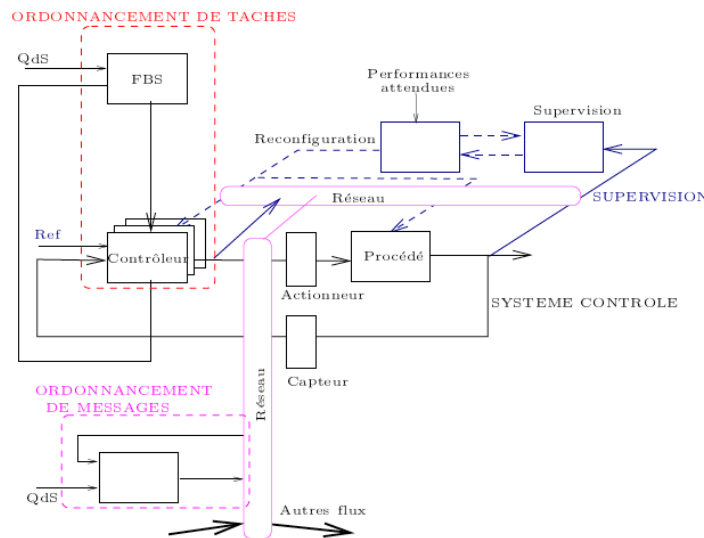 ORDONNANCEMENT DE TACHES
QdS
FBS
Performances
attendues
Supervision
Reconfiguration
Réseau
SUPERVISION
Ref
Contrôleur
Procédé
Actionneur
SYSTEME CONTROLE
Capteur
Réseau
ORDONNANCEMENT
DE MESSAGES
QdS
Autres flux